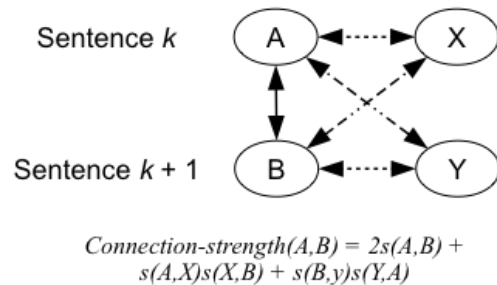 Sentence k A X
Sentence k + 1 B Y
Connection-strength(A,B) = 2s(A,B) +
s(A,X)s(X,B) + s(B,y)s(Y,A)